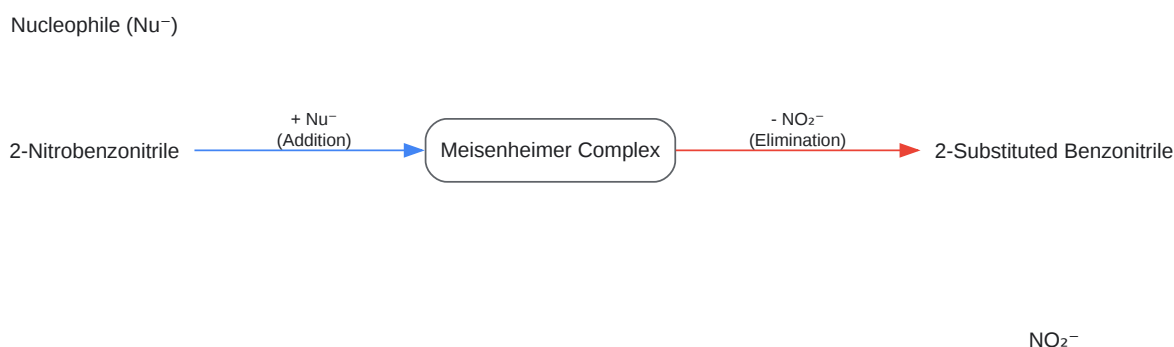 Nucleophile (Nu⁻)
+ Nu⁻
(Addition)
- NO₂⁻
(Elimination)
2-Nitrobenzonitrile
Meisenheimer Complex
2-Substituted Benzonitrile
NO₂⁻